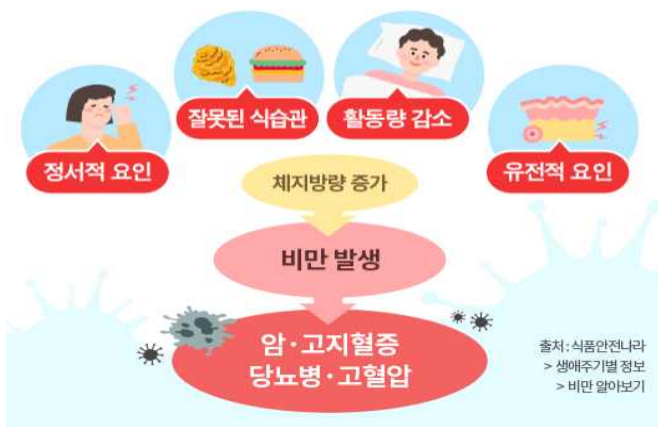 잘못된 식습관
활동량 감소
정서적 요인
유전적 요인
체지방량 증가
비만 발생
암·고지혈증
당뇨병·고혈압
출처:식품안전나라
> 생애주기별 정보
> 비만 알아보기